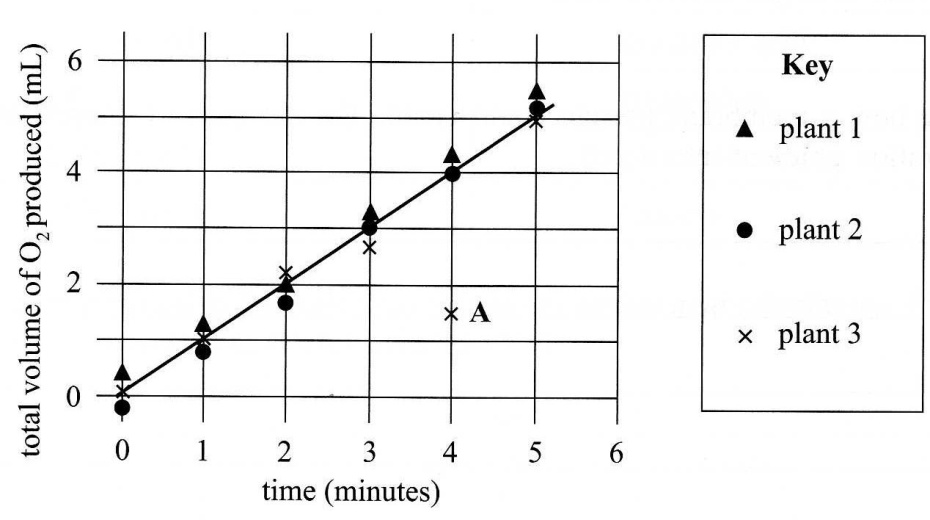 total volume of O₂ produced (mL)
6
4
2
0
A
0 1 2 3 4 5 6
time (minutes)
Key
plant 1
plant 2
plant 3